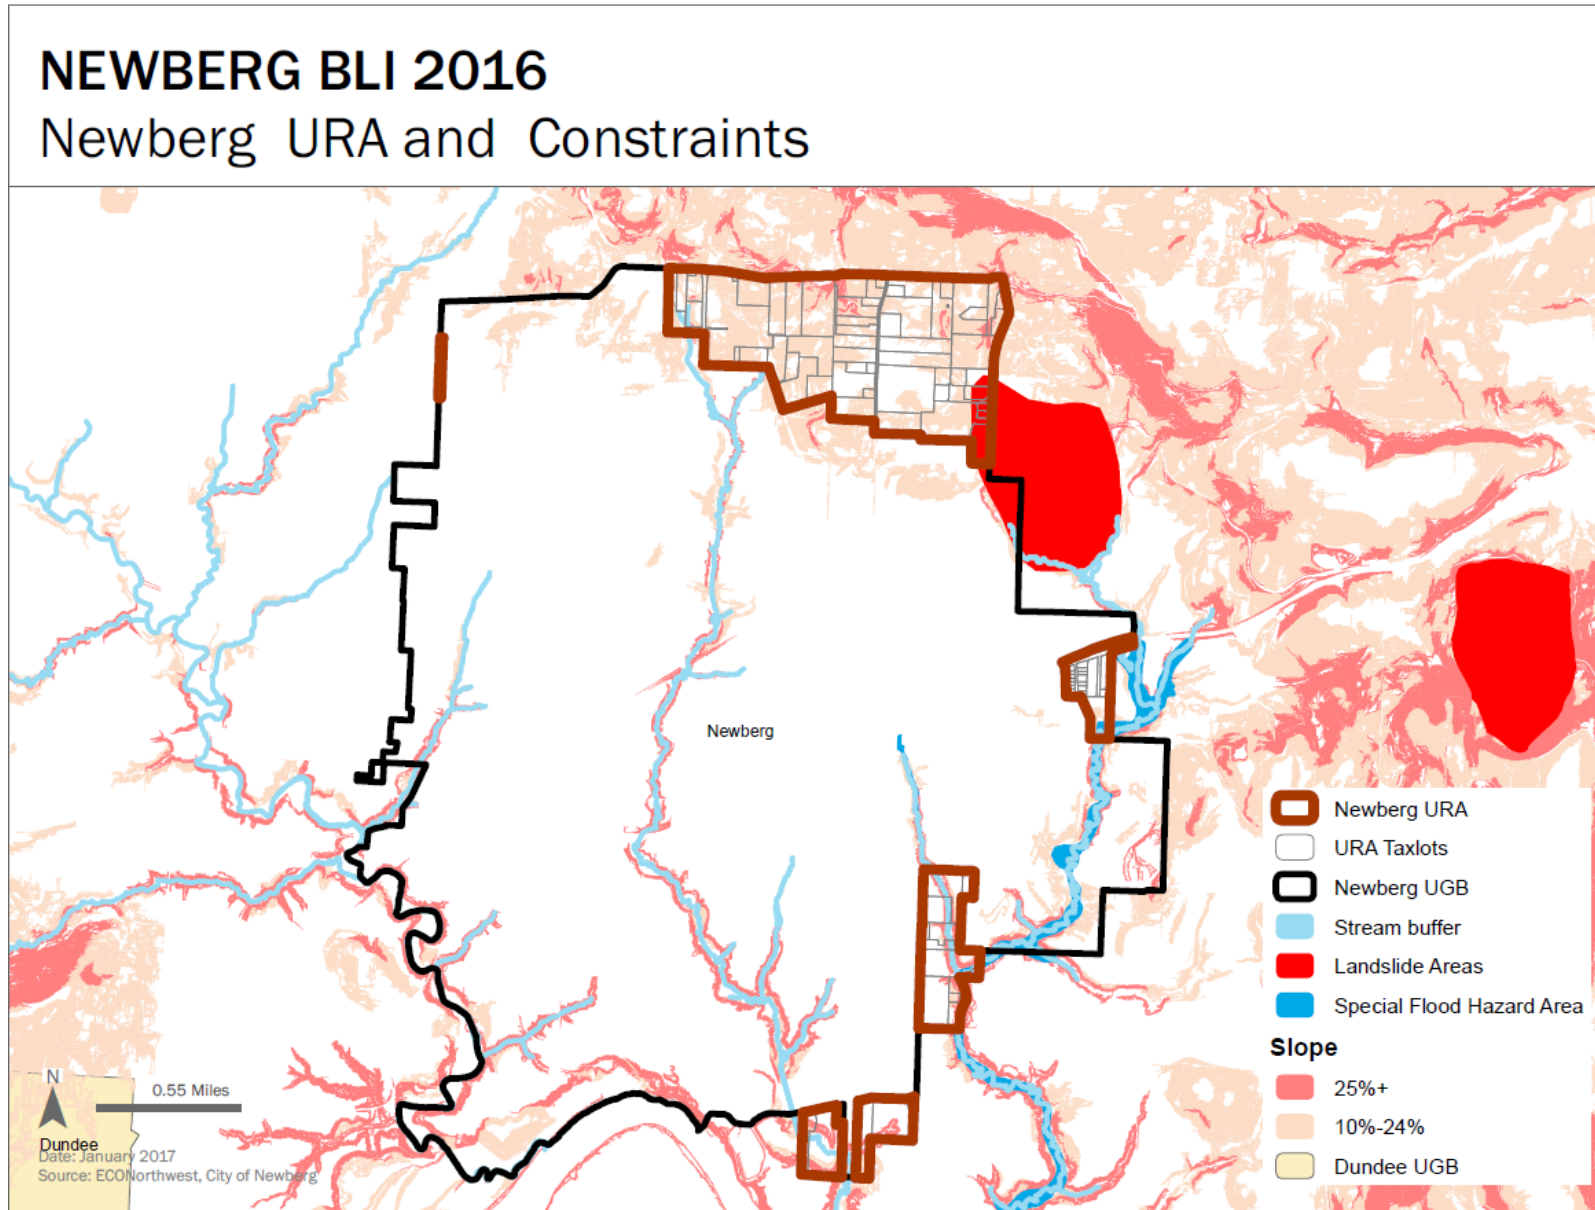 NEWBERG BLI 2016
Newberg URA and Constraints
Newberg
Newberg URA
URA Taxlots
Newberg UGB
Stream buffer
Landslide Areas
Special Flood Hazard Area
Slope
25%+
10%-24%
Dundee UGB
N
0.55 Miles
Dundee
Date: January 2017
Source: ECONorthwest, City of Newberg